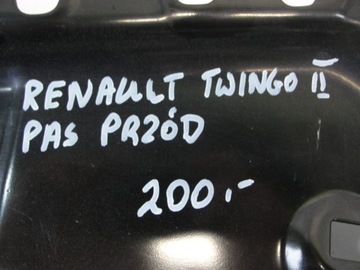 RENAULT TWINGO II
PAS PRZÓD
200.-